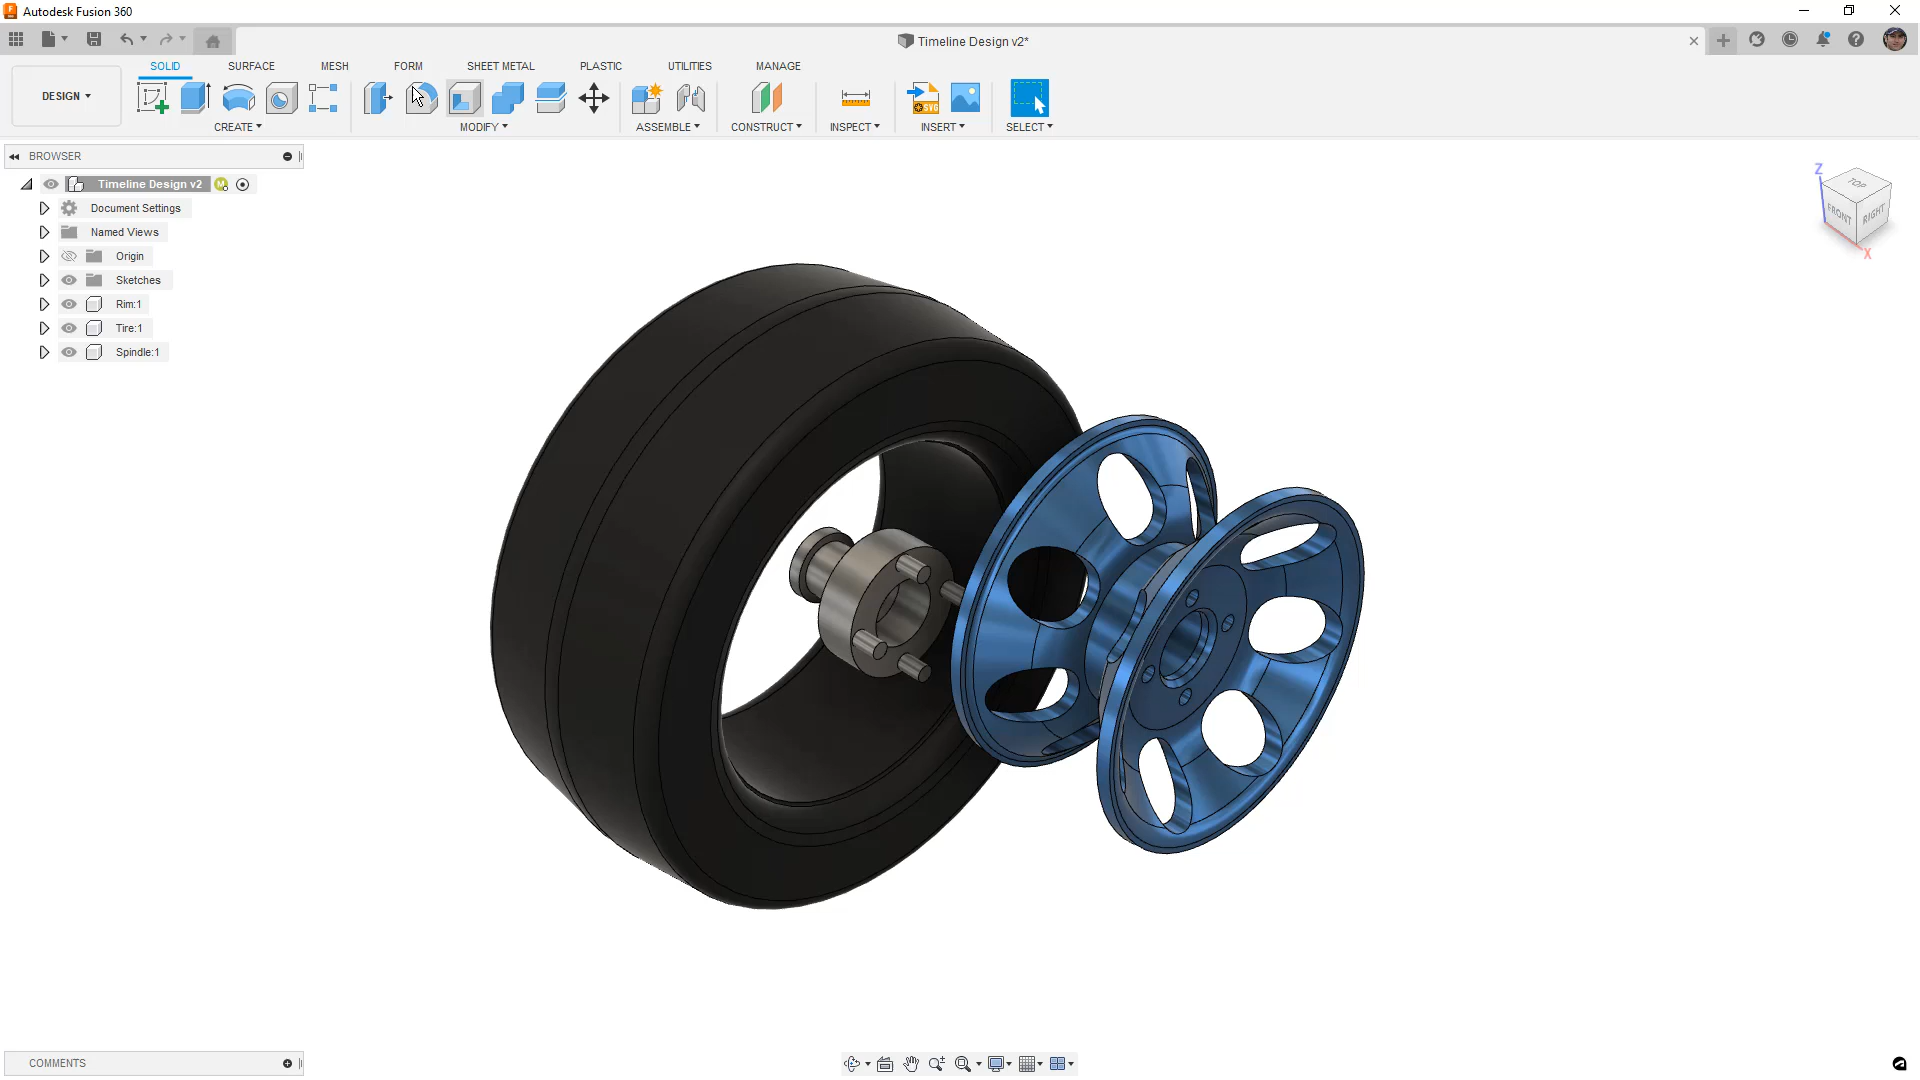 Autodesk Fusion 360
Timeline Design v2*
SOLID SURFACE MESH FORM SHEET METAL PLASTIC UTILITIES MANAGE
DESIGN
SVG
CREATE MODIFY ASSEMBLE CONSTRUCT INSPECT INSERT SELECT
BROWSER
Timeline Design v2
M
Document Settings
Named Views
Origin
Sketches
Rim:1
Tire:1
Spindle:1
Z
TOP
FRONT RIGHT
X
COMMENTS